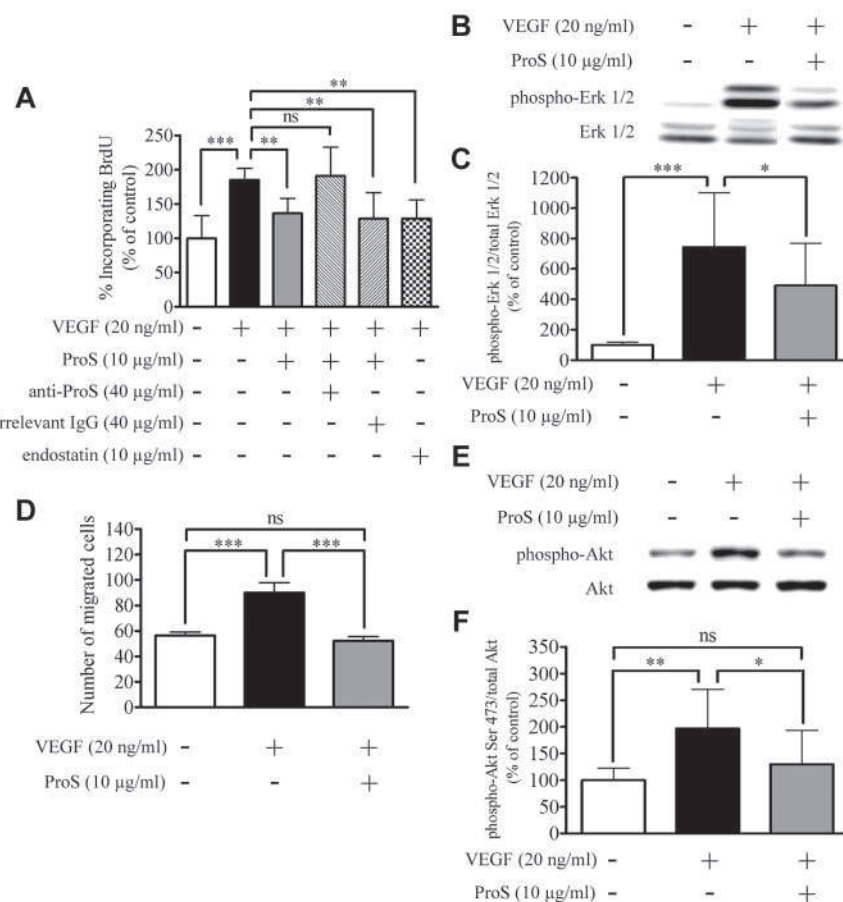 A
** 
**
ns
***
**
250
200
150
100
50
0
% Incorporating BrdU
(% of control)
VEGF (20 ng/ml) - + + + + +
ProS (10 µg/ml) - - + + + -
anti-ProS (40 µg/ml) - - - + - -
rrelevant IgG (40 µg/ml) - - - - + -
endostatin (10 µg/ml) - - - - - +
B
VEGF (20 ng/ml) - + +
ProS (10 µg/ml) - - +
phospho-Erk 1/2
Erk 1/2
C
*** *
1200
1000
800
600
400
200
0
phospho-Erk 1/2/total Erk 1/2
(% of control)
VEGF (20 ng/ml) - + +
ProS (10 µg/ml) - - +
D
ns
*** ***
140
120
100
80
60
40
20
0
Number of migrated cells
VEGF (20 ng/ml) - + +
ProS (10 µg/ml) - - +
E
VEGF (20 ng/ml) - + +
ProS (10 µg/ml) - - +
phospho-Akt
Akt
F
ns
** *
350
300
250
200
150
100
50
0
phospho-Akt Ser 473/total Akt
(% of control)
VEGF (20 ng/ml) - + +
ProS (10 µg/ml) - - +